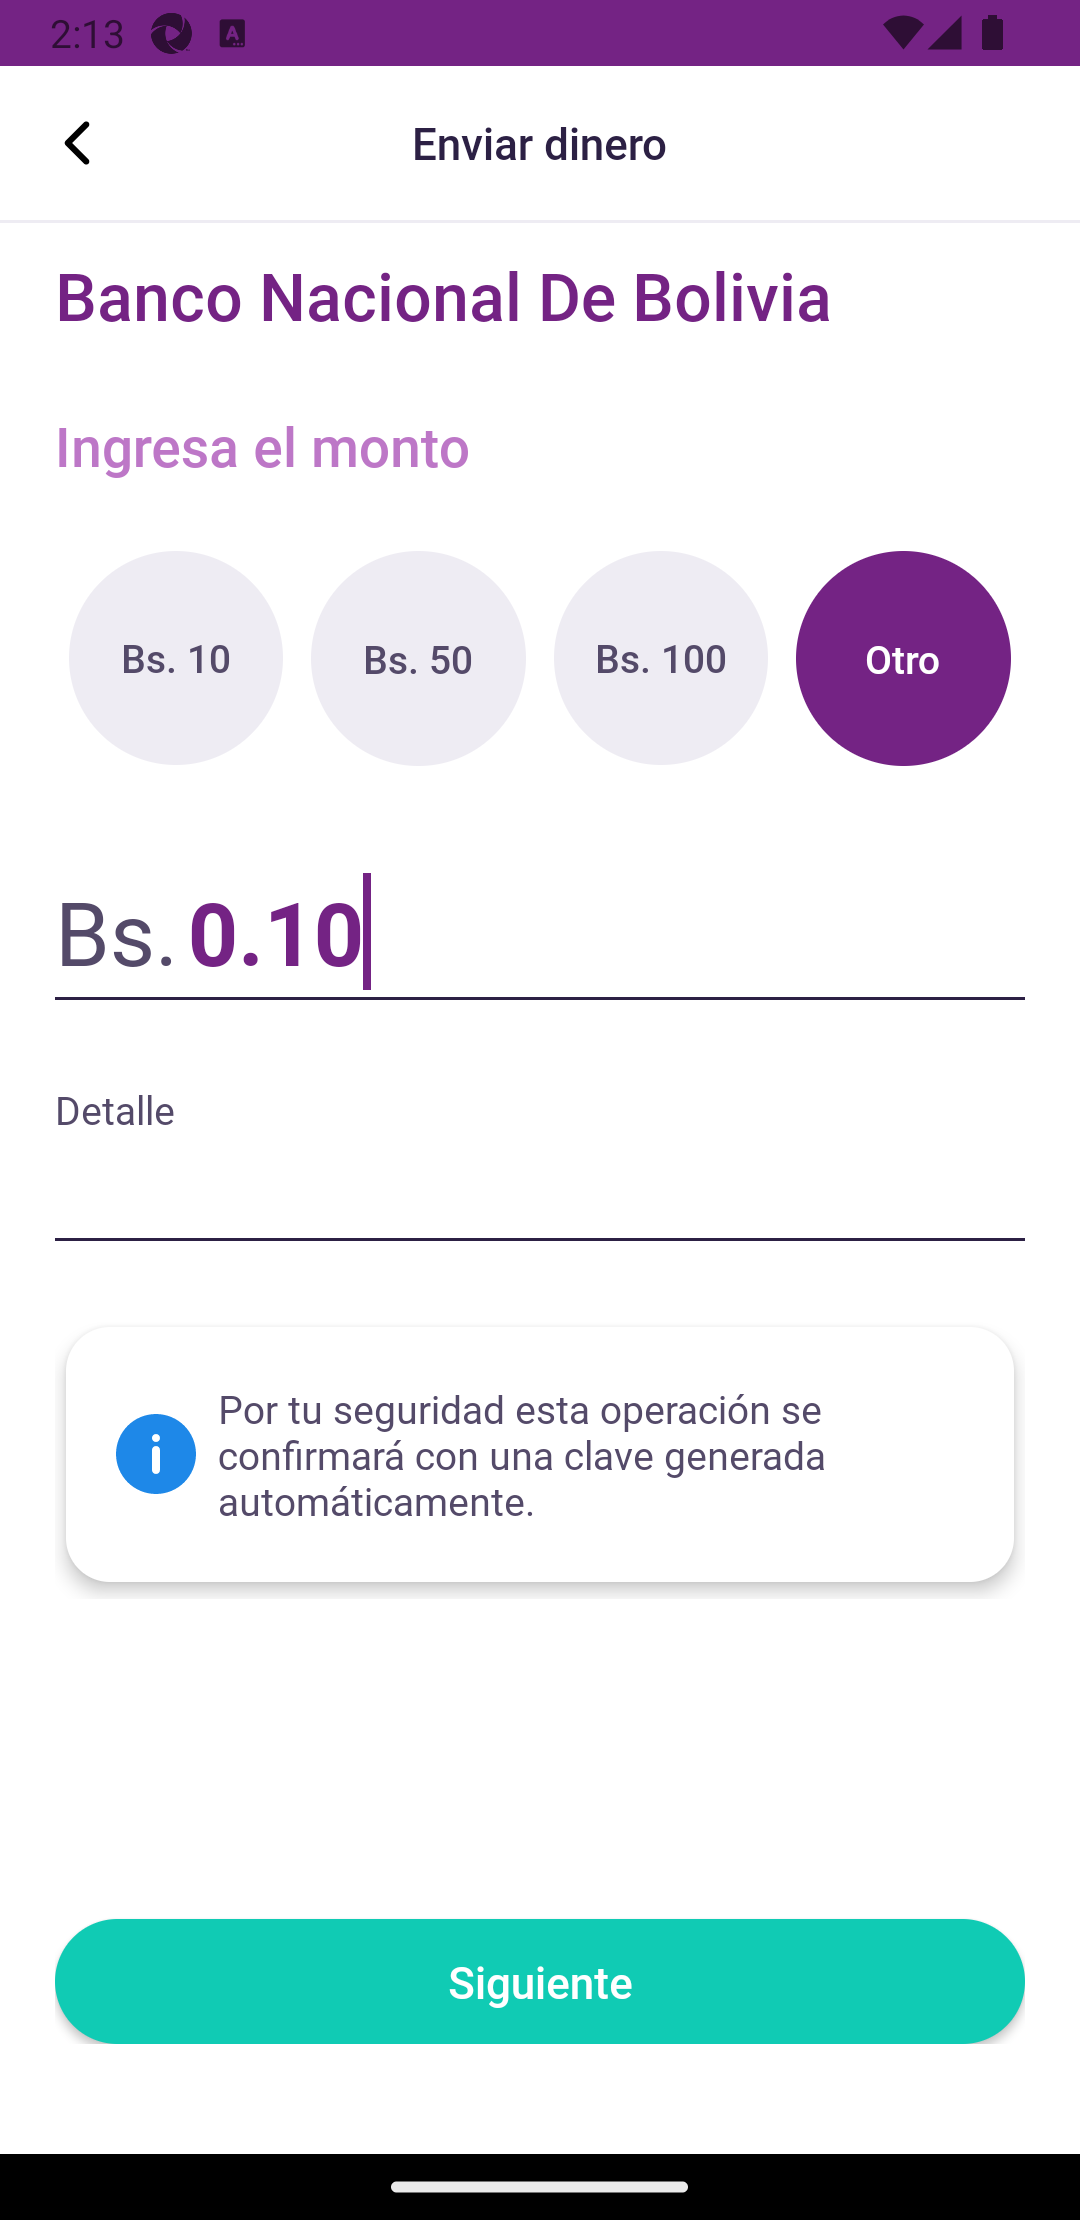 2:13
Enviar dinero
Banco Nacional De Bolivia
Ingresa el monto
Bs. 10 Bs. 50 Bs. 100 Otro
Bs. 0.10
Detalle
Por tu seguridad esta operación se
confirmará con una clave generada
automáticamente.
Siguiente